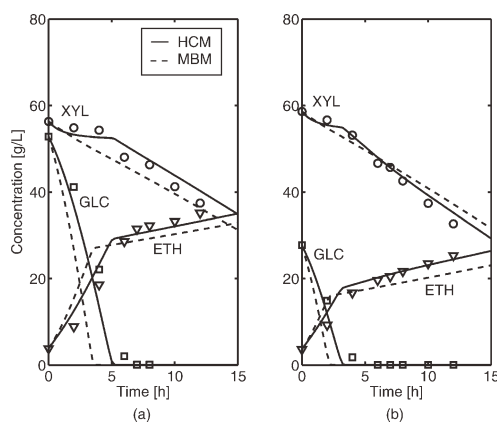 80
60
40
20
0
Concentration [g/L]
HCM
MBM
XYL
GLC
ETH
0
5
10
15
Time [h]
(a)
80
60
40
20
0
XYL
GLC
ETH
0
5
10
15
Time [h]
(b)